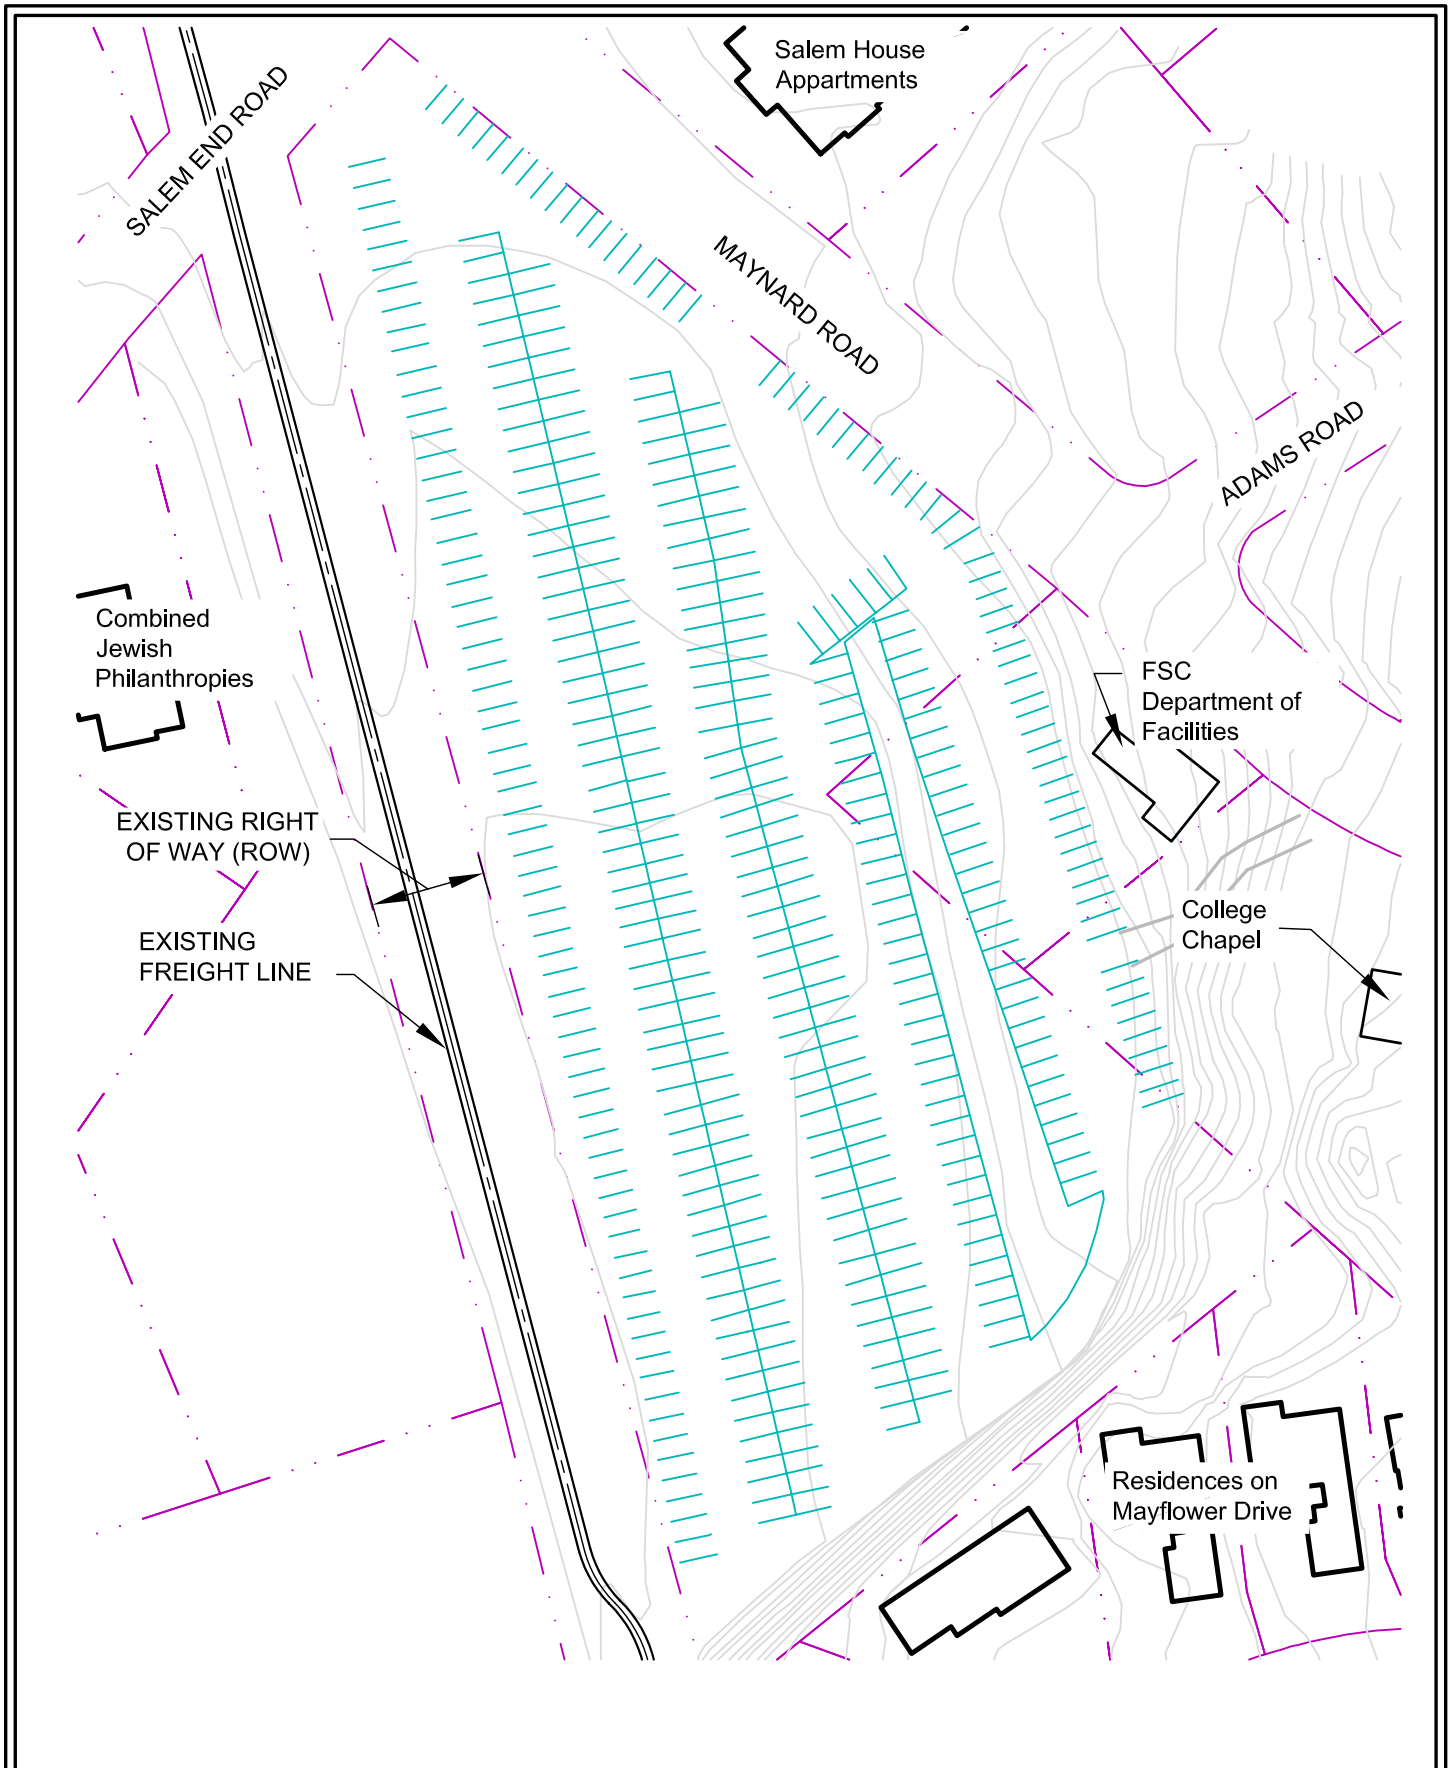 Salem House
Appartments
SALEM END ROAD
MAYNARD ROAD
ADAMS ROAD
Combined
Jewish
Philanthropies
FSC
Department of
Facilities
EXISTING RIGHT
OF WAY (ROW)
College
Chapel
EXISTING
FREIGHT LINE
Residences on
Mayflower Drive